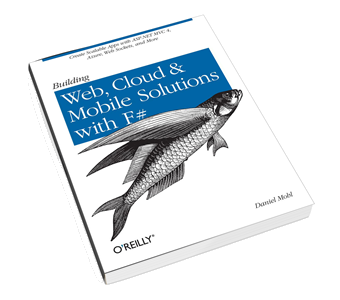 Create Scalable Apps with ASP.NET MVC 4,
Azure, Web Sockets, and More
Building
Web, Cloud &
Mobile Solutions
with F#
O'REILLY®
Daniel Mohl